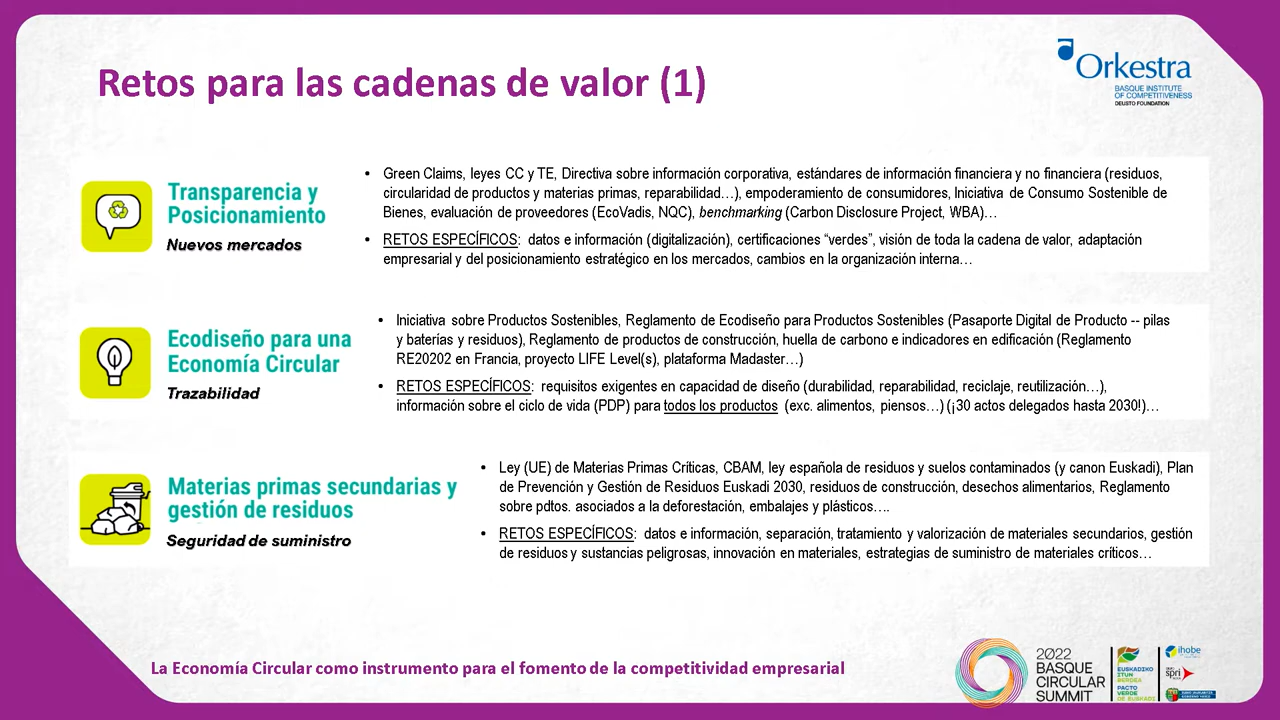 Retos para las cadenas de valor (1)
Orkestra
BASQUE INSTITUTE
OF COMPETITIVENESS
DEUSTO FOUNDATION
Transparencia y
Posicionamiento
Nuevos mercados
• Green Claims, leyes CC y TE, Directiva sobre información corporativa, estándares de información financiera y no financiera (residuos,
circularidad de productos y materias primas, reparabilidad…), empoderamiento de consumidores, Iniciativa de Consumo Sostenible de
Bienes, evaluación de proveedores (EcoVadis, NQC), benchmarking (Carbon Disclosure Project, WBA)…
• RETOS ESPECÍFICOS: datos e información (digitalización), certificaciones “verdes”, visión de toda la cadena de valor, adaptación
empresarial y del posicionamiento estratégico en los mercados, cambios en la organización interna…
Ecodiseño para una
Economía Circular
Trazabilidad
• Iniciativa sobre Productos Sostenibles, Reglamento de Ecodiseño para Productos Sostenibles (Pasaporte Digital de Producto -- pilas
y baterías y residuos), Reglamento de productos de construcción, huella de carbono e indicadores en edificación (Reglamento
RE20202 en Francia, proyecto LIFE Level(s), plataforma Madaster…)
• RETOS ESPECÍFICOS: requisitos exigentes en capacidad de diseño (durabilidad, reparabilidad, reciclaje, reutilización…),
información sobre el ciclo de vida (PDP) para todos los productos (exc. alimentos, piensos…) (¡30 actos delegados hasta 2030!)…
Materias primas secundarias y
gestión de residuos
Seguridad de suministro
• Ley (UE) de Materias Primas Críticas, CBAM, ley española de residuos y suelos contaminados (y canon Euskadi), Plan
de Prevención y Gestión de Residuos Euskadi 2030, residuos de construcción, desechos alimentarios, Reglamento
sobre pdtos. asociados a la deforestación, embalajes y plásticos….
• RETOS ESPECÍFICOS: datos e información, separación, tratamiento y valorización de materiales secundarios, gestión
de residuos y sustancias peligrosas, innovación en materiales, estrategias de suministro de materiales críticos…
La Economía Circular como instrumento para el fomento de la competitividad empresarial
2022
BASQUE
CIRCULAR
SUMMIT
EUSKADIKO
ITUN
BERDEA
PACTO
VERDE
DE EUSKADI
ihobe
spri